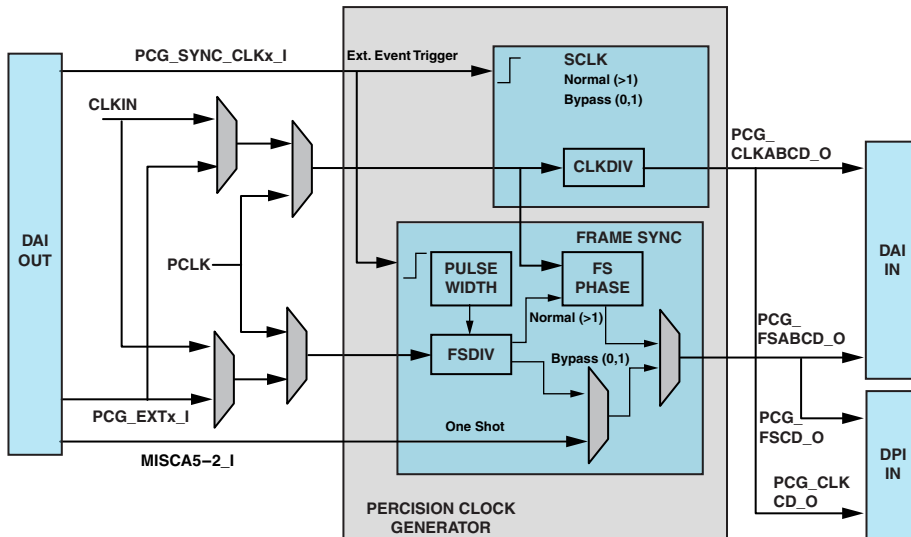 PCG_SYNC_CLKx_I
Ext. Event Trigger
SCLK
Normal (>1)
Bypass (0,1)
CLKIN
PCG_
CLKABCD_O
CLKDIV
DAI
OUT
PCLK
FRAME SYNC
DAI
IN
PULSE
WIDTH
FS
PHASE
Normal (>1)
PCG_
FSABCD_O
FSDIV
Bypass (0,1)
PCG_EXTx_I
One Shot
PCG_
FSCD_O
MISCA5–2_I
DPI
IN
PCG_CLK
CD_O
PERCISION CLOCK
GENERATOR